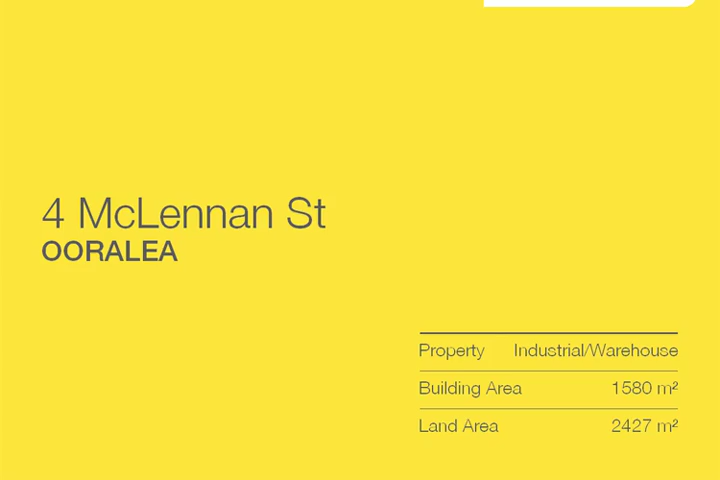 4 McLennan St
OORALEA
Property Industrial/Warehouse
Building Area 1580 m²
Land Area 2427 m²